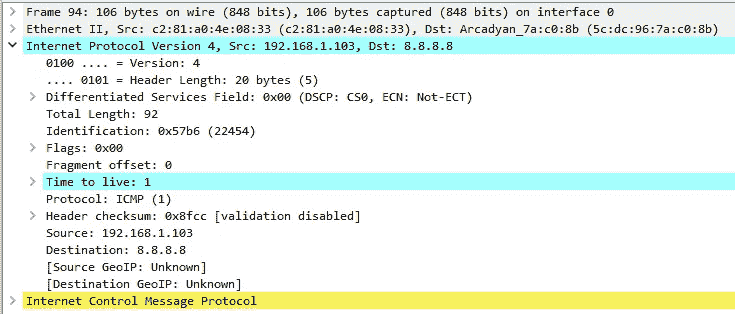 Frame 94: 106 bytes on wire (848 bits), 106 bytes captured (848 bits) on interface 0
Ethernet II, Src: c2:81:a0:4e:08:33 (c2:81:a0:4e:08:33), Dst: Arcadyan_7a:c0:8b (5c:dc:96:7a:c0:8b)
Internet Protocol Version 4, Src: 192.168.1.103, Dst: 8.8.8.8
0100 .... = Version: 4
.... 0101 = Header Length: 20 bytes (5)
Differentiated Services Field: 0x00 (DSCP: CS0, ECN: Not-ECT)
Total Length: 92
Identification: 0x57b6 (22454)
Flags: 0x00
Fragment offset: 0
Time to live: 1
Protocol: ICMP (1)
Header checksum: 0x8fcc [validation disabled]
Source: 192.168.1.103
Destination: 8.8.8.8
[Source GeoIP: Unknown]
[Destination GeoIP: Unknown]
Internet Control Message Protocol